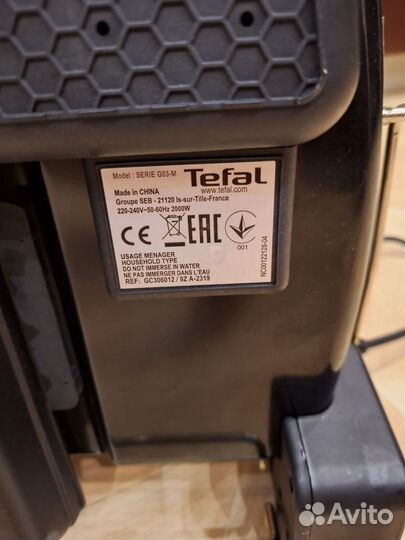 Model : SERIE G03-M Tefal
Made in CHINA www.tefal.com
Groupe SEB - 21120 Is-sur-Tille-France
220-240V~50-60Hz 2000W
CE EAC
001
USAGE MENAGER
HOUSEHOLD TYPE
DO NOT IMMERSE IN WATER
NE PAS IMMERGER DANS L'EAU
REF: GC306012 / 9Z A-2319
NC00122128-04
Avito